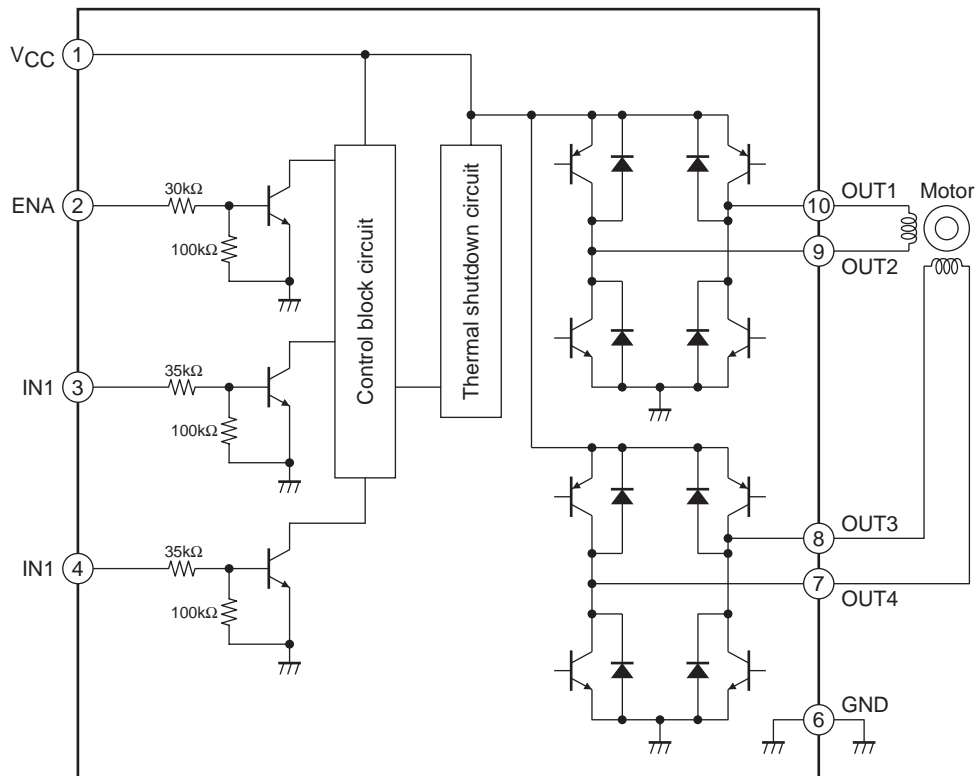 VCC 1
ENA 2
30kΩ
100kΩ
IN1 3
35kΩ
100kΩ
IN1 4
35kΩ
100kΩ
Control block circuit
Thermal shutdown circuit
10 OUT1
Motor
9 OUT2
8 OUT3
7 OUT4
6 GND